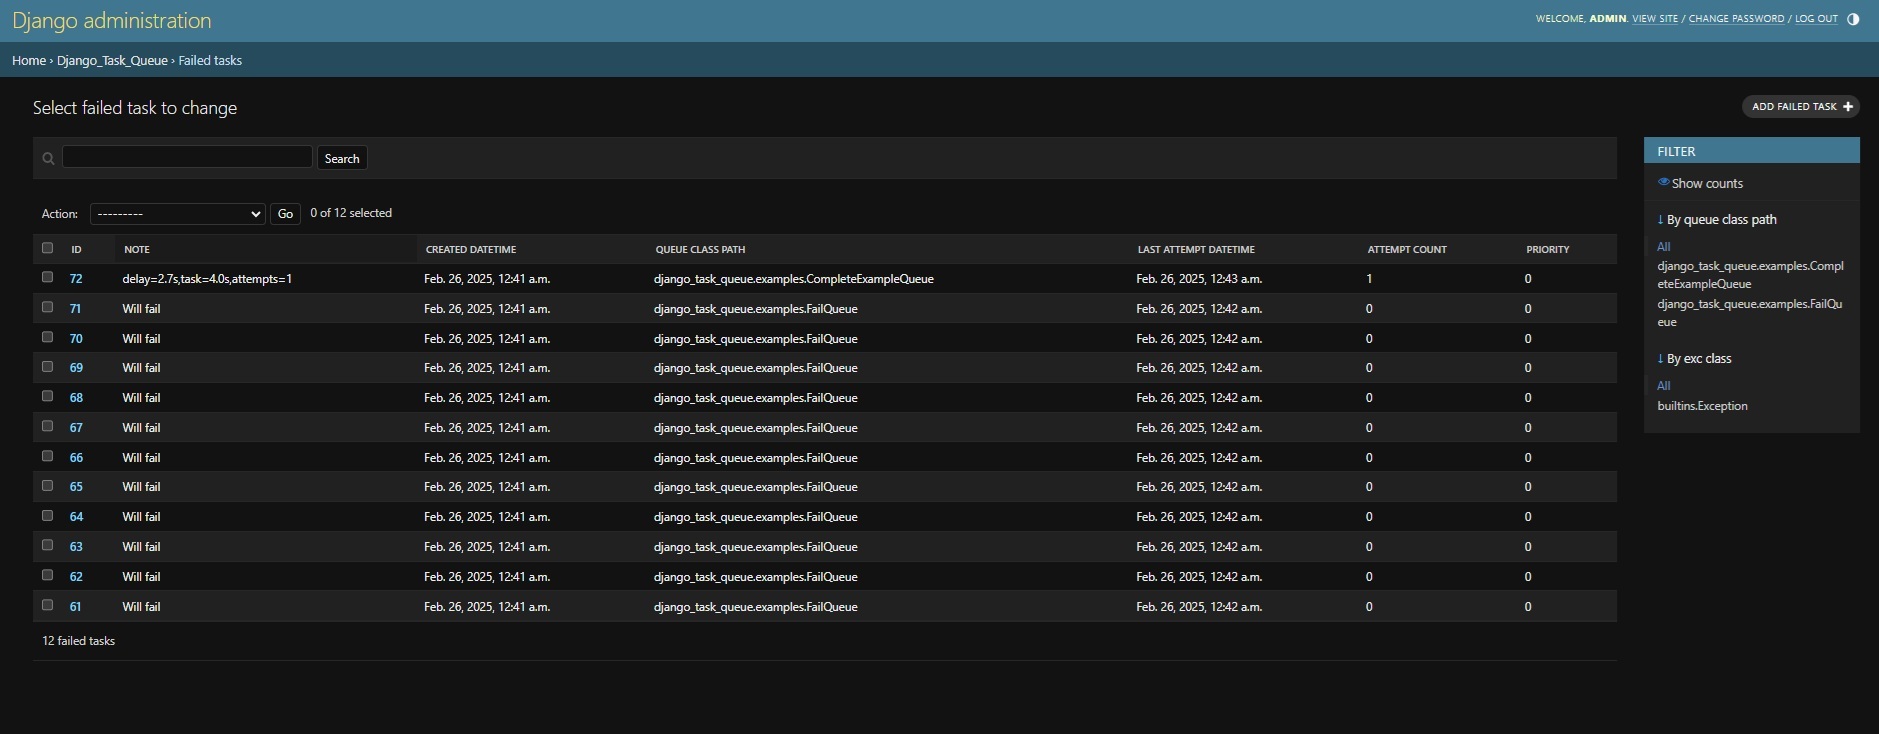 Django administration
WELCOME, ADMIN. VIEW SITE / CHANGE PASSWORD / LOG OUT
Home › Django_Task_Queue › Failed tasks
Select failed task to change
ADD FAILED TASK +
Search
Action: --------- Go 0 of 12 selected
ID NOTE CREATED DATETIME QUEUE CLASS PATH LAST ATTEMPT DATETIME ATTEMPT COUNT PRIORITY
72 delay=2.7s,task=4.0s,attempts=1 Feb. 26, 2025, 12:41 a.m. django_task_queue.examples.CompleteExampleQueue Feb. 26, 2025, 12:43 a.m. 1 0
71 Will fail Feb. 26, 2025, 12:41 a.m. django_task_queue.examples.FailQueue Feb. 26, 2025, 12:42 a.m. 0 0
70 Will fail Feb. 26, 2025, 12:41 a.m. django_task_queue.examples.FailQueue Feb. 26, 2025, 12:42 a.m. 0 0
69 Will fail Feb. 26, 2025, 12:41 a.m. django_task_queue.examples.FailQueue Feb. 26, 2025, 12:42 a.m. 0 0
68 Will fail Feb. 26, 2025, 12:41 a.m. django_task_queue.examples.FailQueue Feb. 26, 2025, 12:42 a.m. 0 0
67 Will fail Feb. 26, 2025, 12:41 a.m. django_task_queue.examples.FailQueue Feb. 26, 2025, 12:42 a.m. 0 0
66 Will fail Feb. 26, 2025, 12:41 a.m. django_task_queue.examples.FailQueue Feb. 26, 2025, 12:42 a.m. 0 0
65 Will fail Feb. 26, 2025, 12:41 a.m. django_task_queue.examples.FailQueue Feb. 26, 2025, 12:42 a.m. 0 0
64 Will fail Feb. 26, 2025, 12:41 a.m. django_task_queue.examples.FailQueue Feb. 26, 2025, 12:42 a.m. 0 0
63 Will fail Feb. 26, 2025, 12:41 a.m. django_task_queue.examples.FailQueue Feb. 26, 2025, 12:42 a.m. 0 0
62 Will fail Feb. 26, 2025, 12:41 a.m. django_task_queue.examples.FailQueue Feb. 26, 2025, 12:42 a.m. 0 0
61 Will fail Feb. 26, 2025, 12:41 a.m. django_task_queue.examples.FailQueue Feb. 26, 2025, 12:42 a.m. 0 0
12 failed tasks
FILTER
Show counts
↓ By queue class path
All
django_task_queue.examples.Compl
eteExampleQueue
django_task_queue.examples.FailQu
eue
↓ By exc class
All
builtins.Exception